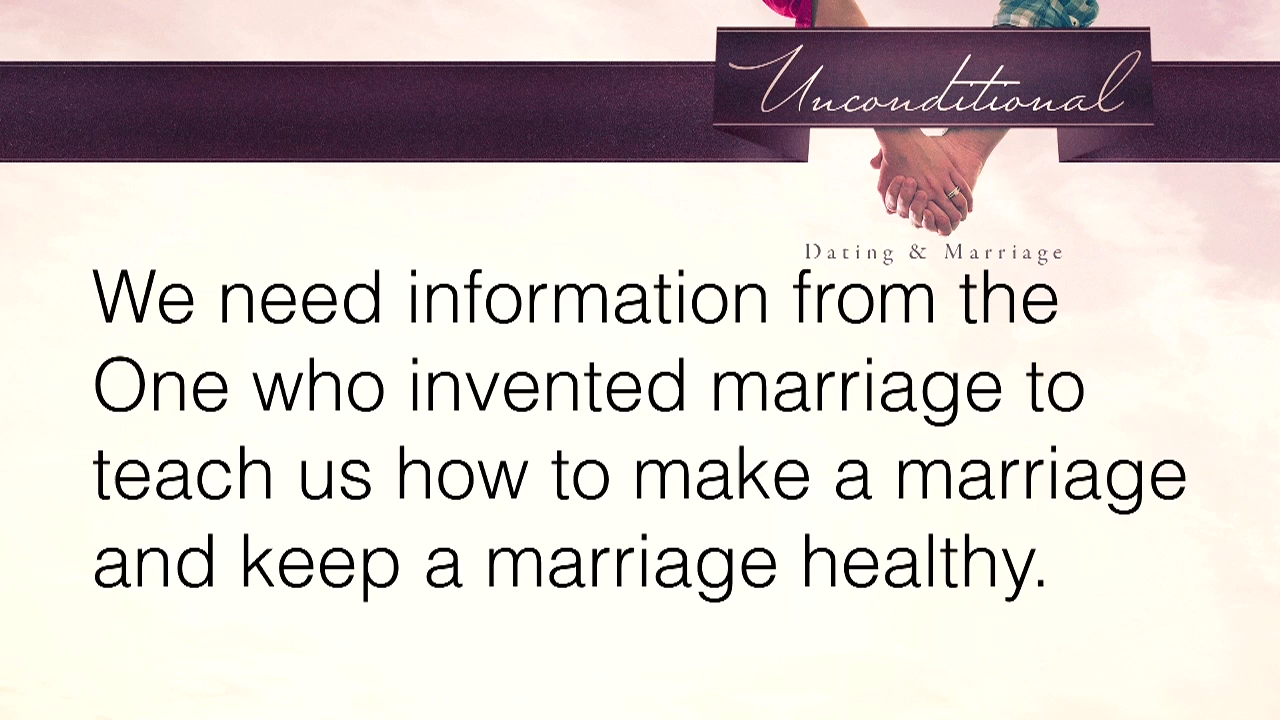 Unconditional
Dating & Marriage
We need information from the
One who invented marriage to
teach us how to make a marriage
and keep a marriage healthy.